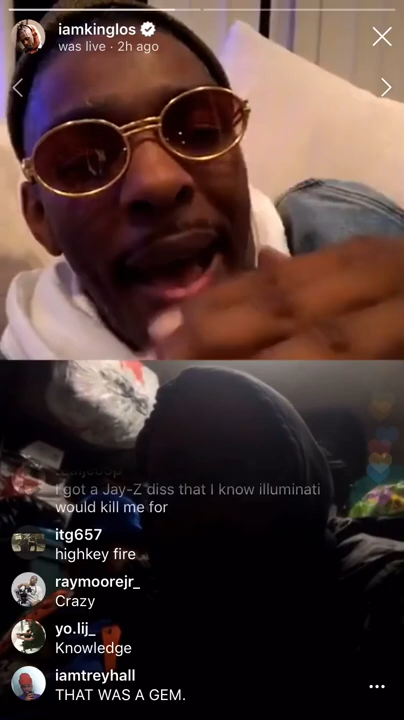 iamkinglos
was live · 2h ago
I got a Jay-Z diss that I know illuminati
would kill me for
itg657
highkey fire
raymoorejr_
Crazy
yo.lij_
Knowledge
iamtreyhall
THAT WAS A GEM.